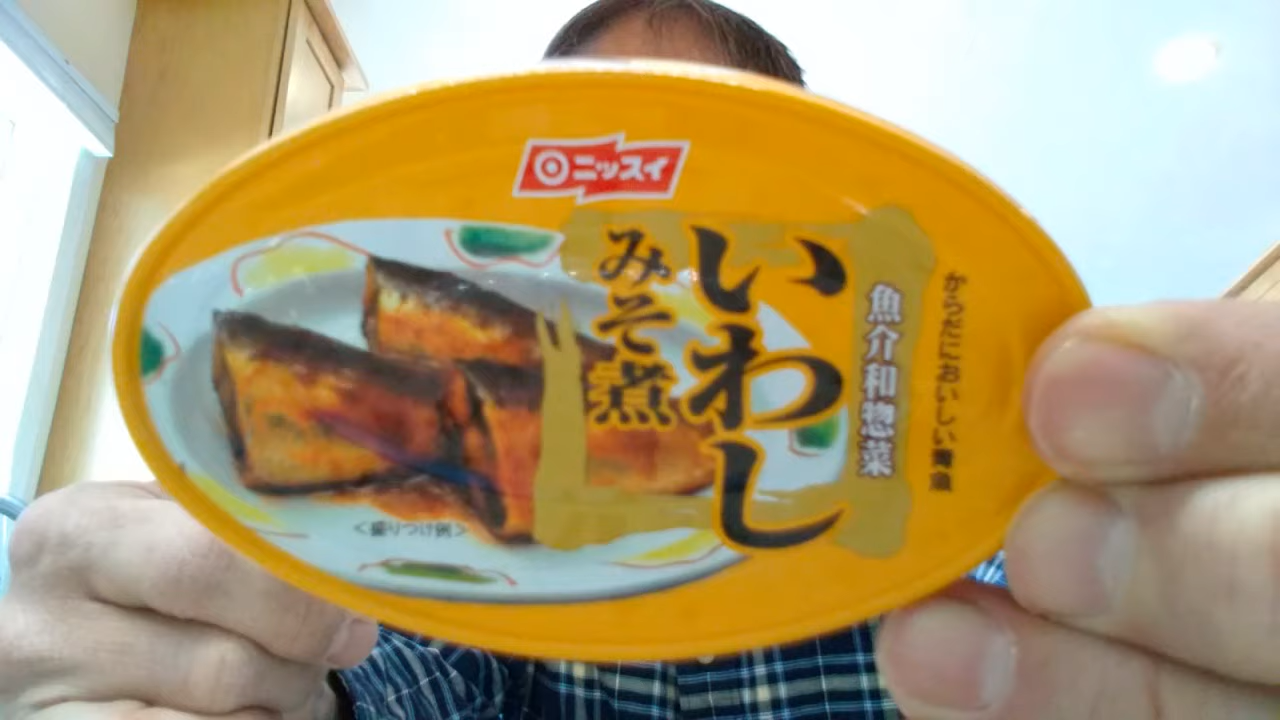 ニッスイ
からだにおいしい青魚
魚介和惣菜
いわし
みそ煮
＜盛りつけ例＞